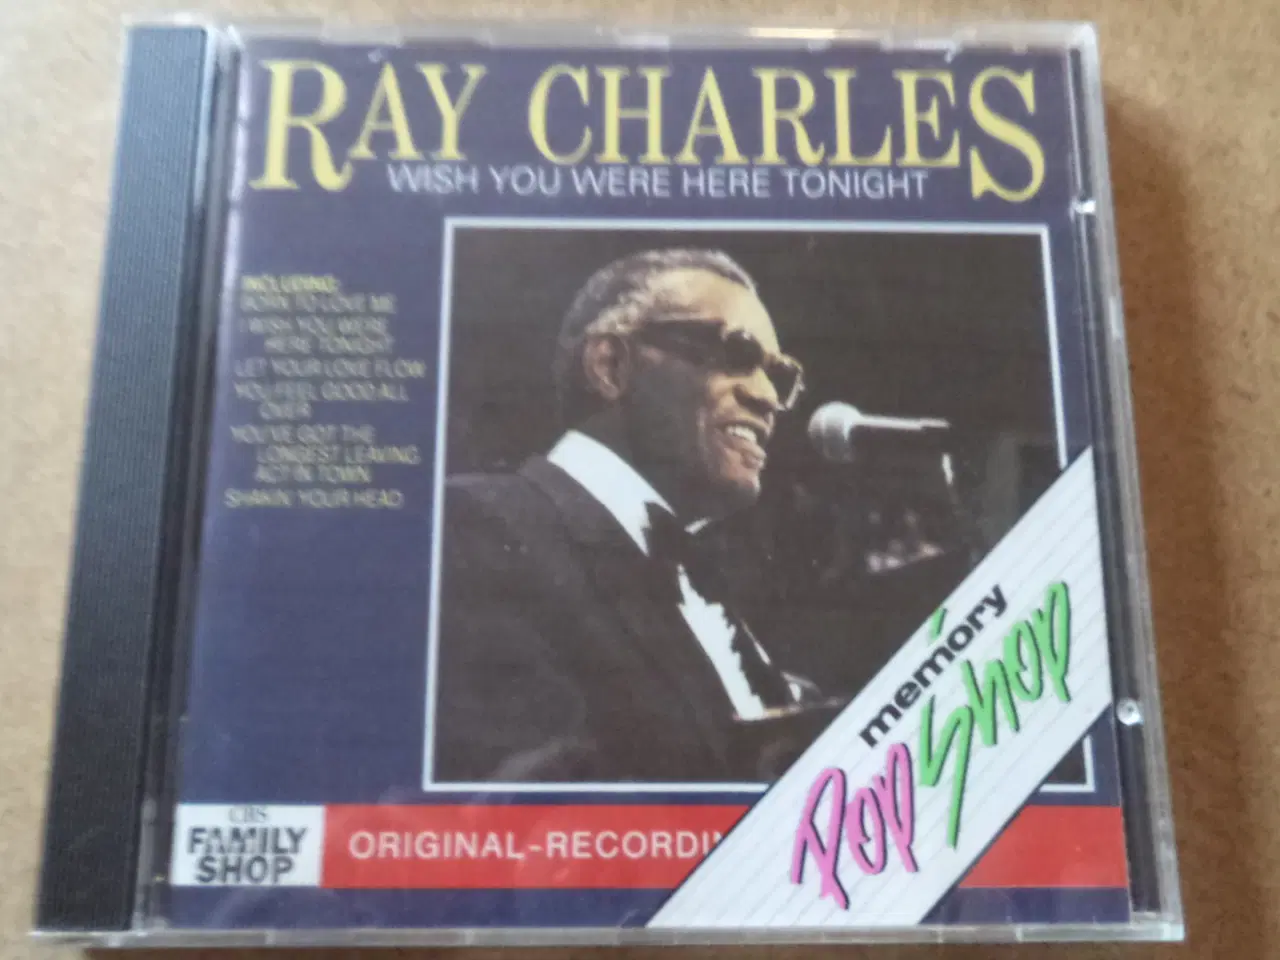 RAY CHARLES
WISH YOU WERE HERE TONIGHT
INCLUDING:
BORN TO LOVE ME
I WISH YOU WERE
HERE TONIGHT
LET YOUR LOVE FLOW
YOU FEEL GOOD ALL
OVER
YOU'VE GOT THE
LONGEST LEAVING
ACT IN TOWN
SHAKIN' YOUR HEAD
memory
PopShop
CBS
FAMILY
SHOP
ORIGINAL-RECORDIN